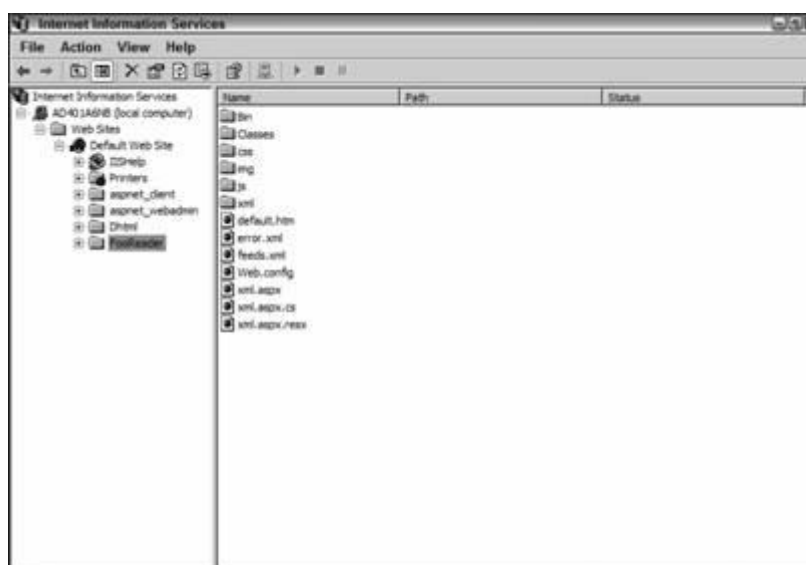 Internet Information Services
File Action View Help
Internet Information Services
AD401A6NB (local computer)
Web Sites
Default Web Site
IISHelp
Printers
aspnet_client
aspnet_webadmin
Dhtml
FooReader
Name Path Status
Bin
Classes
css
img
js
xml
default.htm
error.xml
feeds.xml
Web.config
xml.aspx
xml.aspx.cs
xml.aspx.resx